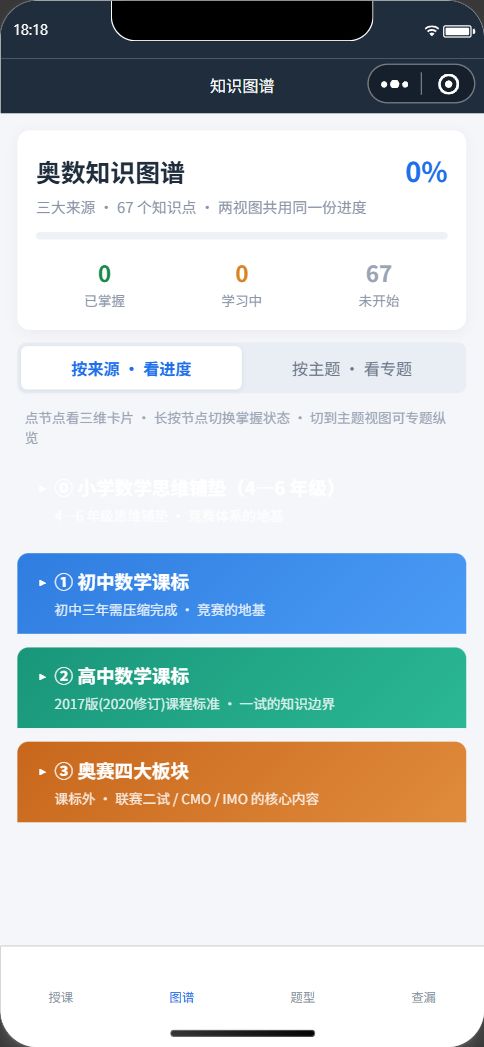 18:18
知识图谱
奥数知识图谱
0%
三大来源 · 67 个知识点 · 两视图共用同一份进度
0
0
67
已掌握
学习中
未开始
按来源 · 看进度
按主题 · 看专题
点节点看三维卡片 · 长按节点切换掌握状态 · 切到主题视图可专题纵
览
▸ ⓪ 小学数学思维铺垫（4—6 年级）
4—6 年级思维铺垫 · 竞赛体系的地基
▸ ① 初中数学课标
初中三年需压缩完成 · 竞赛的地基
▸ ② 高中数学课标
2017版(2020修订)课程标准 · 一试的知识边界
▸ ③ 奥赛四大板块
课标外 · 联赛二试 / CMO / IMO 的核心内容
授课
图谱
题型
查漏